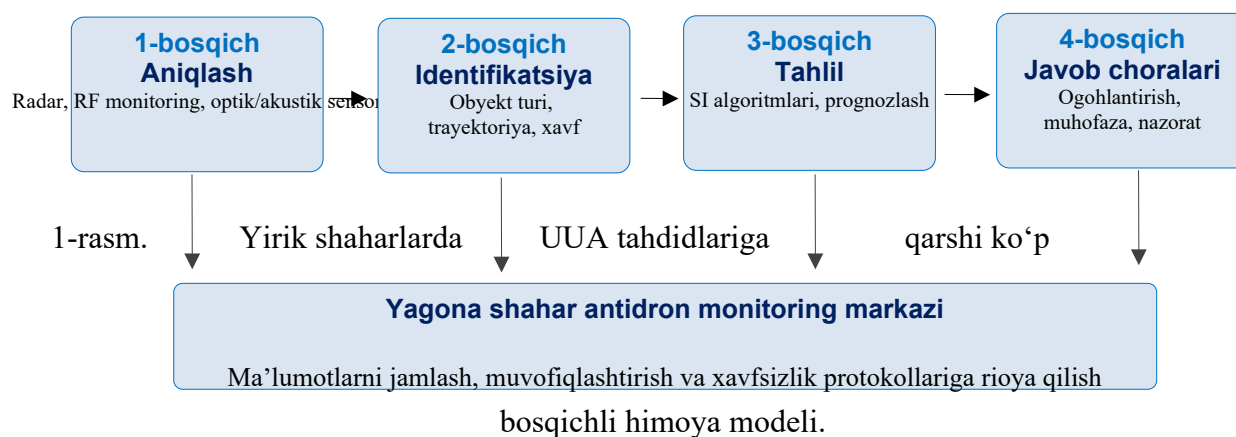 1-bosqich
Aniqlash
Radar, RF monitoring, optik/akustik sensor
2-bosqich
Identifikatsiya
Obyekt turi,
trayektoriya, xavf
3-bosqich
Tahlil
SI algoritmlari, prognozlash
4-bosqich
Javob choralari
Ogohlantirish,
muhofaza, nazorat
1-rasm. Yirik shaharlarda UUA tahdidlariga qarshi ko‘p
Yagona shahar antidron monitoring markazi
Ma’lumotlarni jamlash, muvofiqlashtirish va xavfsizlik protokollariga rioya qilish
bosqichli himoya modeli.